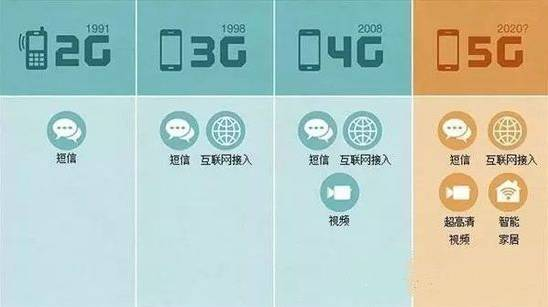 1991
2G
1998
3G
2008
4G
2020?
5G
短信
短信 互联网接入
短信 互联网接入
视频
短信 互联网接入
超高清
视频
智能
家居